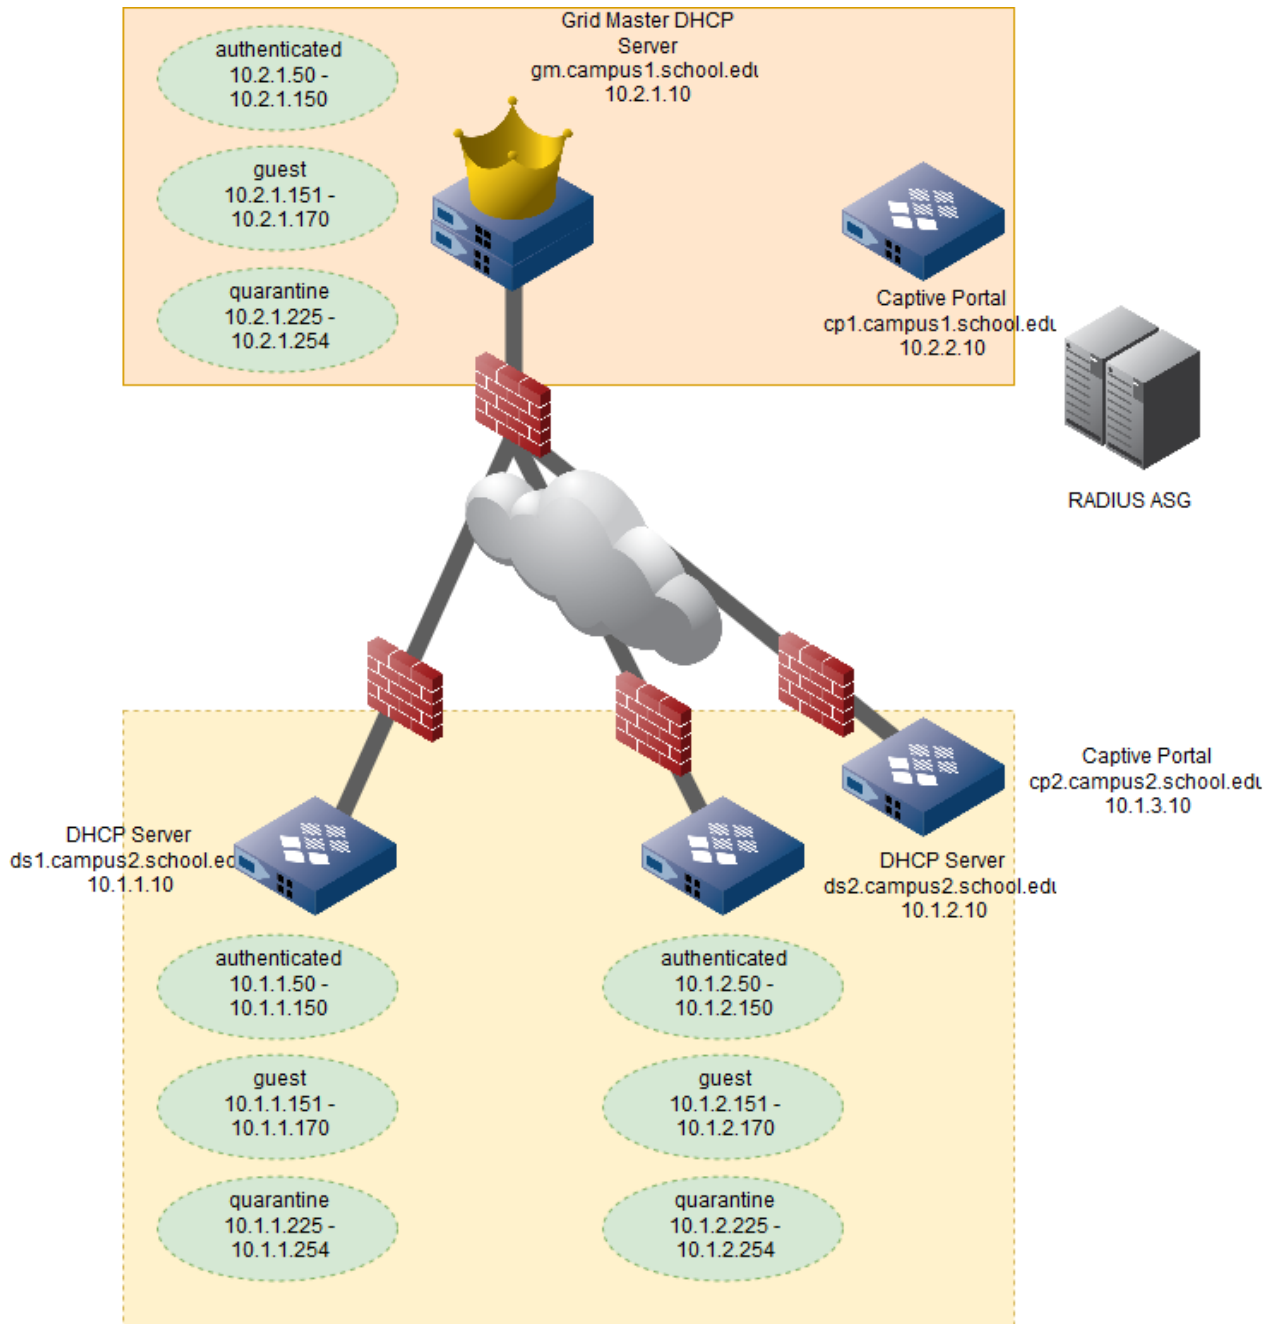 Grid Master DHCP
Server
gm.campus1.school.edu
10.2.1.10
authenticated
10.2.1.50 -
10.2.1.150
guest
10.2.1.151 -
10.2.1.170
quarantine
10.2.1.225 -
10.2.1.254
Captive Portal
cp1.campus1.school.edu
10.2.2.10
RADIUS ASG
Captive Portal
cp2.campus2.school.edu
10.1.3.10
DHCP Server
ds1.campus2.school.ed
10.1.1.10
DHCP Server
ds2.campus2.school.edu
10.1.2.10
authenticated
10.1.1.50 -
10.1.1.150
guest
10.1.1.151 -
10.1.1.170
quarantine
10.1.1.225 -
10.1.1.254
authenticated
10.1.2.50 -
10.1.2.150
guest
10.1.2.151 -
10.1.2.170
quarantine
10.1.2.225 -
10.1.2.254